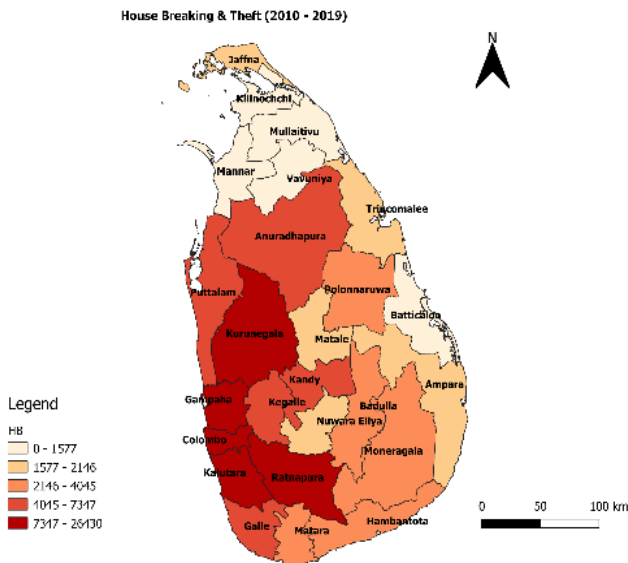 House Breaking & Theft (2010 - 2019)
N
Jaffna
Kilinochchi
Mullaitivu
Mannar
Vavuniya
Trincomalee
Anuradhapura
Puttalam
Polonnaruwa
Batticaloa
Kurunegala
Matale
Ampara
Kandy
Gampaha
Kegalle
Badulla
Nuwara Eliya
Colombo
Moneragala
Kalutara
Ratnapura
Galle
Matara
Hambantota
Legend
HB
0 - 1577
1577 - 2146
2146 - 4045
4045 - 7347
7347 - 26430
0 50 100 km